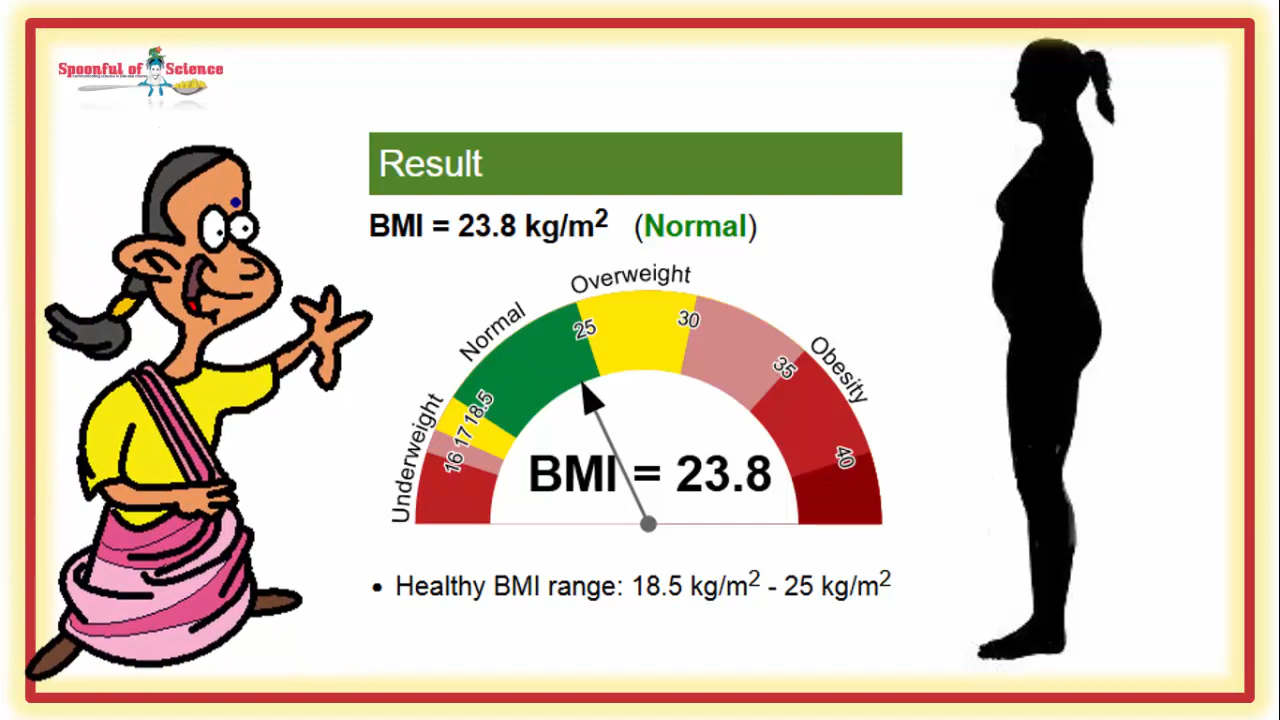 Spoonful of Science
Result
BMI = 23.8 kg/m² (Normal)
Underweight
Normal
Overweight
Obesity
16
17
18.5
25
30
35
40
BMI = 23.8
• Healthy BMI range: 18.5 kg/m² - 25 kg/m²